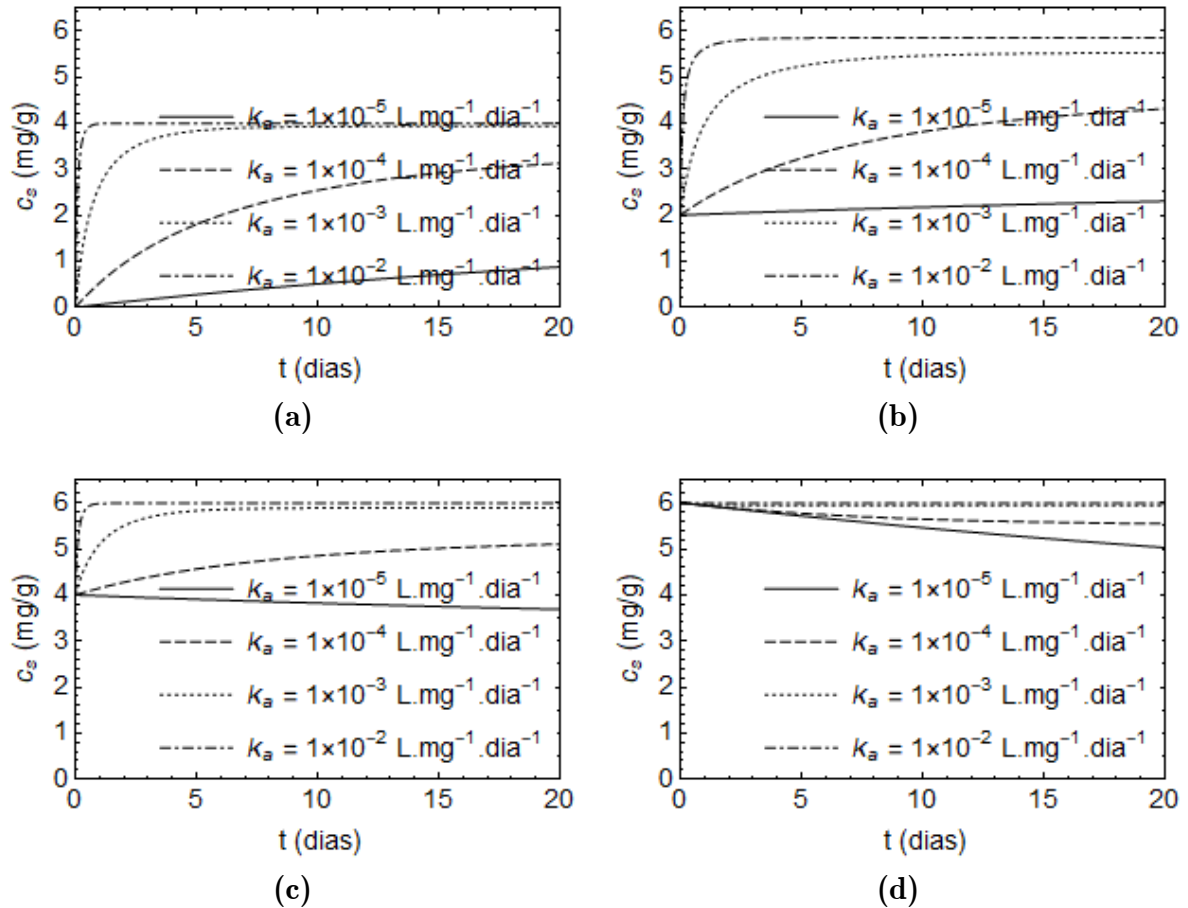 6
5
4
3
2
1
0
c_s (mg/g)
k_a = 1×10⁻⁵ L.mg⁻¹.dia⁻¹
k_a = 1×10⁻⁴ L.mg⁻¹.dia⁻¹
k_a = 1×10⁻³ L.mg⁻¹.dia⁻¹
k_a = 1×10⁻² L.mg⁻¹.dia⁻¹
0 5 10 15 20
t (dias)
(a)
6
5
4
3
2
1
0
c_s (mg/g)
k_a = 1×10⁻⁵ L.mg⁻¹.dia⁻¹
k_a = 1×10⁻⁴ L.mg⁻¹.dia⁻¹
k_a = 1×10⁻³ L.mg⁻¹.dia⁻¹
k_a = 1×10⁻² L.mg⁻¹.dia⁻¹
0 5 10 15 20
t (dias)
(b)
6
5
4
3
2
1
0
c_s (mg/g)
k_a = 1×10⁻⁵ L.mg⁻¹.dia⁻¹
k_a = 1×10⁻⁴ L.mg⁻¹.dia⁻¹
k_a = 1×10⁻³ L.mg⁻¹.dia⁻¹
k_a = 1×10⁻² L.mg⁻¹.dia⁻¹
0 5 10 15 20
t (dias)
(c)
6
5
4
3
2
1
0
c_s (mg/g)
k_a = 1×10⁻⁵ L.mg⁻¹.dia⁻¹
k_a = 1×10⁻⁴ L.mg⁻¹.dia⁻¹
k_a = 1×10⁻³ L.mg⁻¹.dia⁻¹
k_a = 1×10⁻² L.mg⁻¹.dia⁻¹
0 5 10 15 20
t (dias)
(d)